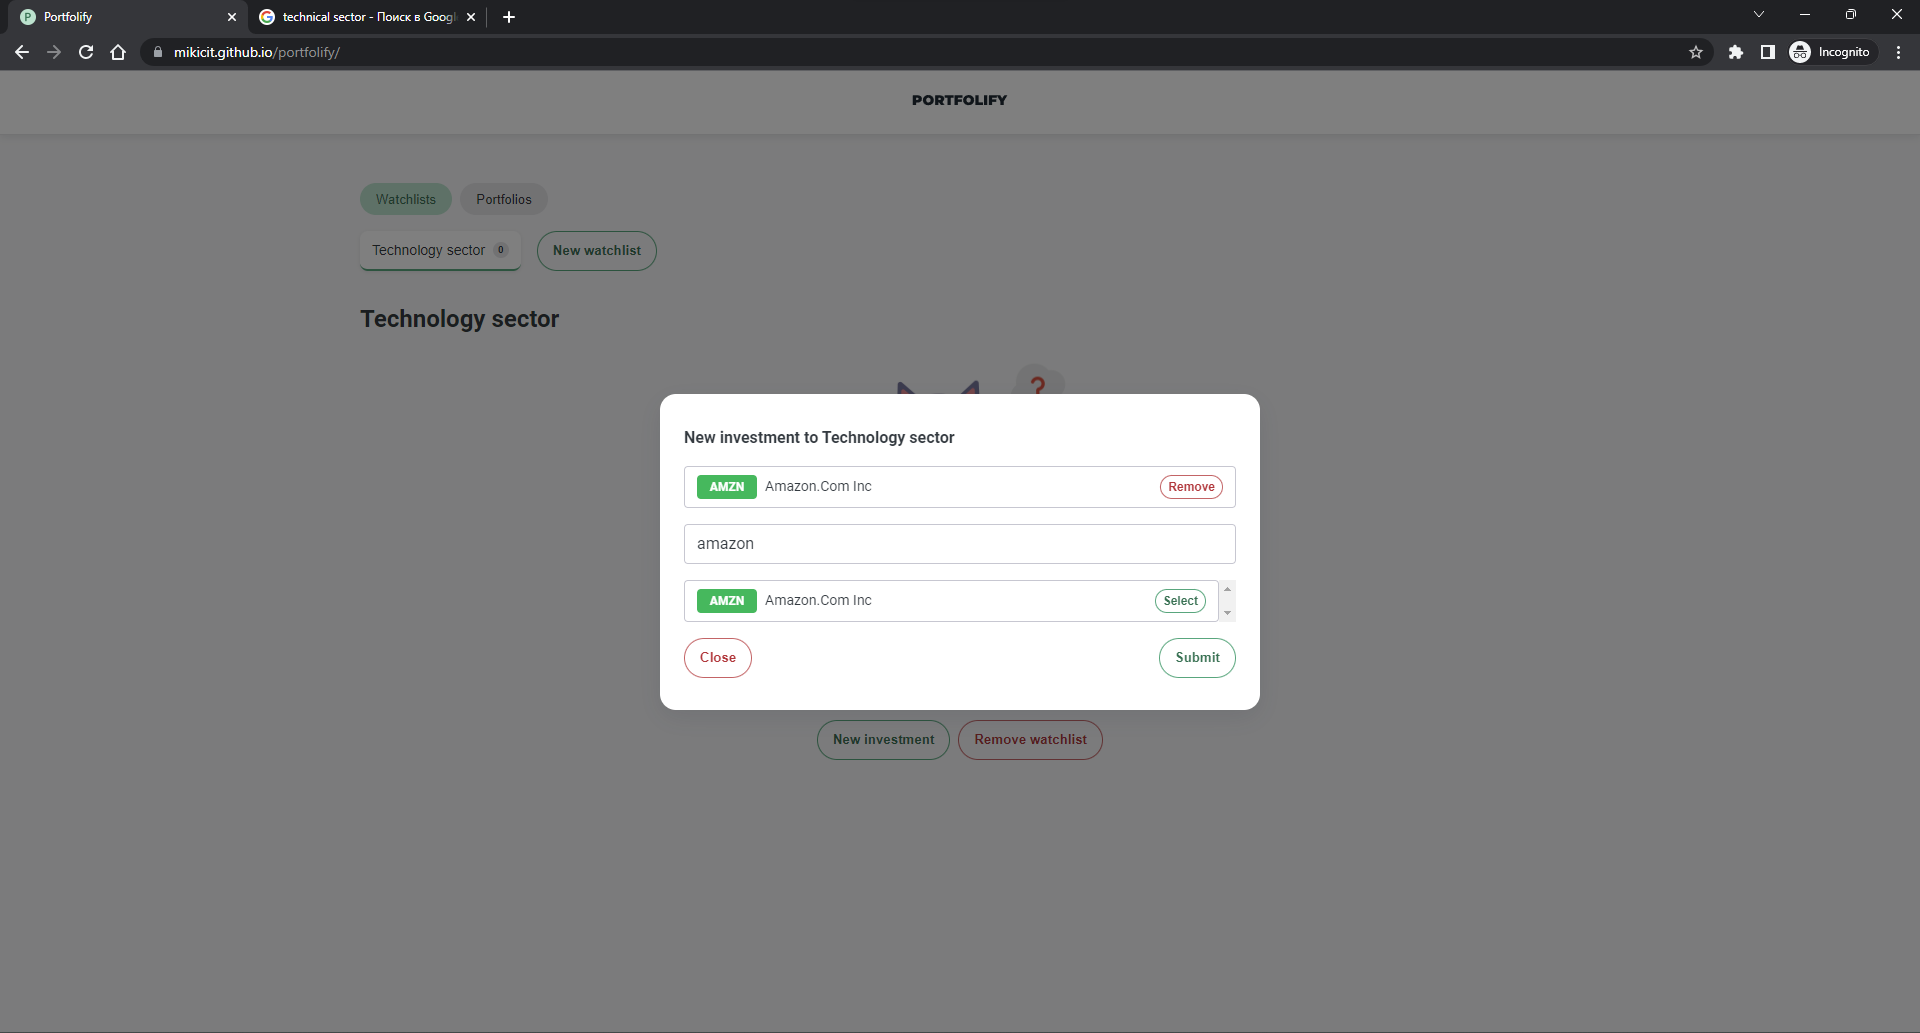 Portfolify
technical sector - Поиск в Googl
mikicit.github.io/portfolify/
Incognito
PORTFOLIFY
Watchlists
Portfolios
Technology sector 0
New watchlist
Technology sector
?
New investment to Technology sector
AMZN Amazon.Com Inc Remove
amazon
AMZN Amazon.Com Inc Select
Close
Submit
New investment
Remove watchlist